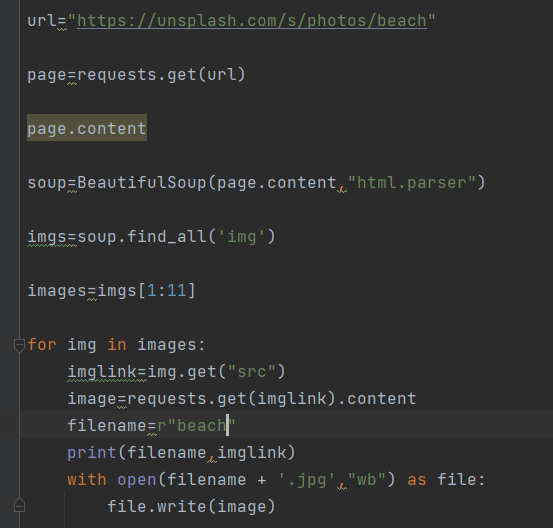 url="https://unsplash.com/s/photos/beach"
page=requests.get(url)
page.content
soup=BeautifulSoup(page.content,"html.parser")
imgs=soup.find_all('img')
images=imgs[1:11]
for img in images:
    imglink=img.get("src")
    image=requests.get(imglink).content
    filename=r"beach"
    print(filename,imglink)
    with open(filename + '.jpg',"wb") as file:
        file.write(image)